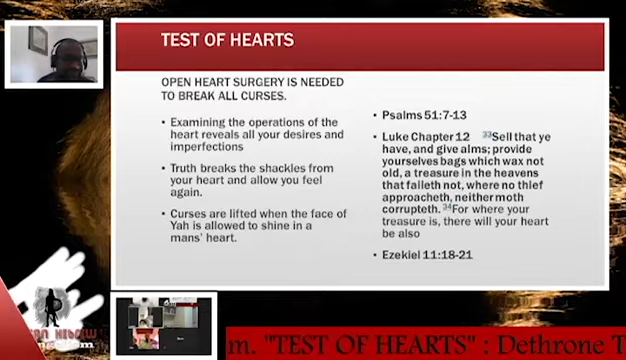 TEST OF HEARTS
OPEN HEART SURGERY IS NEEDED
TO BREAK ALL CURSES.
• Examining the operations of the
heart reveals all your desires and
imperfections
• Truth breaks the shackles from
your heart and allow you feel
again.
• Curses are lifted when the face of
Yah is allowed to shine in a
mans' heart.
• Psalms 51:7-13
• Luke Chapter 12 33Sell that ye
have, and give alms; provide
yourselves bags which wax not
old, a treasure in the heavens
that faileth not, where no thief
approacheth, neither moth
corrupteth. 34For where your
treasure is, there will your heart
be also
• Ezekiel 11:18-21
m. "TEST OF HEARTS" : Dethrone T